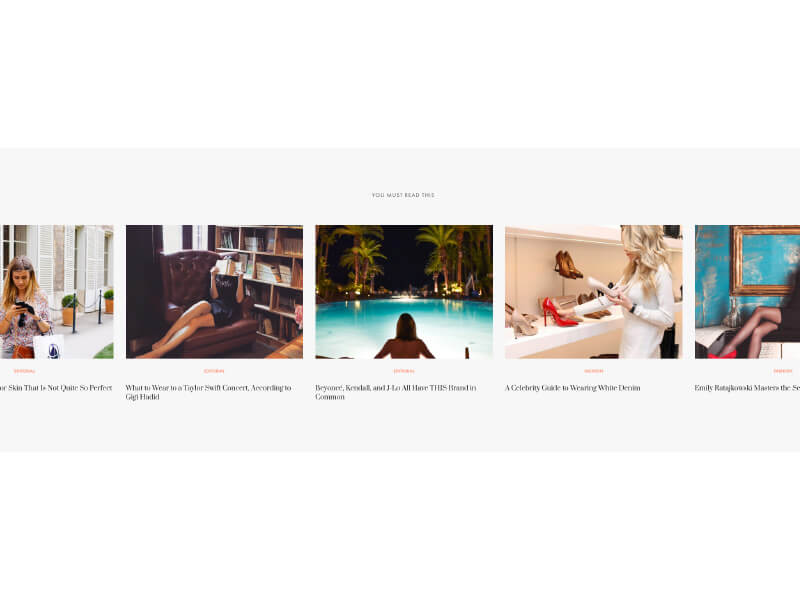 YOU MUST READ THIS
EDITORIAL
or Skin That Is Not Quite So Perfect
EDITORIAL
What to Wear to a Taylor Swift Concert, According to
Gigi Hadid
EDITORIAL
Beyoncé, Kendall, and J-Lo All Have THIS Brand in
Common
FASHION
A Celebrity Guide to Wearing White Denim
FASHION
Emily Ratajkowski Masters the Se